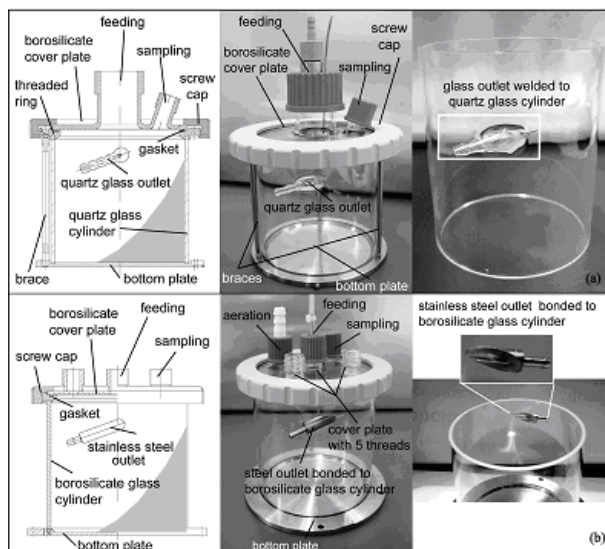 feeding
borosilicate
cover plate
sampling
threaded
ring
screw
cap
gasket
quartz glass outlet
quartz glass
cylinder
brace
bottom plate
feeding
borosilicate
cover plate
screw
cap
sampling
quartz glass outlet
braces
bottom plate
glass outlet welded to
quartz glass cylinder
(a)
feeding
borosilicate
cover plate
sampling
screw cap
gasket
stainless steel
outlet
borosilicate glass
cylinder
bottom plate
feeding
aeration
sampling
cover plate
with 5 threads
steel outlet bonded to
borosilicate glass cylinder
bottom plate
stainless steel outlet bonded to
borosilicate glass cylinder
(b)